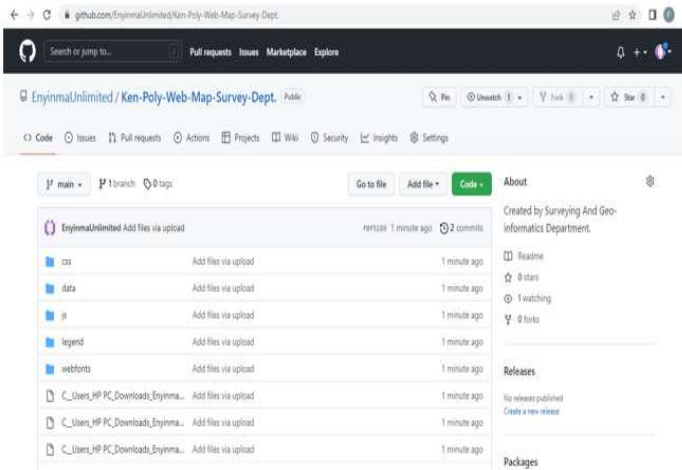 github.com/EnyinmaUnlimited/Ken-Poly-Web-Map-Survey-Dept.
Search or jump to... / Pull requests Issues Marketplace Explore
EnyinmaUnlimited / Ken-Poly-Web-Map-Survey-Dept. Public Pin Unwatch 1 Fork 0 Star 0
Code Issues Pull requests Actions Projects Wiki Security Insights Settings
main 1 branch 0 tags Go to file Add file Code
About
Created by Surveying And Geo-
informatics Department.
EnyinmaUnlimited Add files via upload 1 minute ago 2 commits
css Add files via upload 1 minute ago
data Add files via upload 1 minute ago
js Add files via upload 1 minute ago
legend Add files via upload 1 minute ago
webfonts Add files via upload 1 minute ago
C__Users_HP PC_Downloads_Enyinma... Add files via upload 1 minute ago
C__Users_HP PC_Downloads_Enyinma... Add files via upload 1 minute ago
C__Users_HP PC_Downloads_Enyinma... Add files via upload 1 minute ago
Readme
0 stars
1 watching
0 forks
Releases
No releases published
Create a new release
Packages